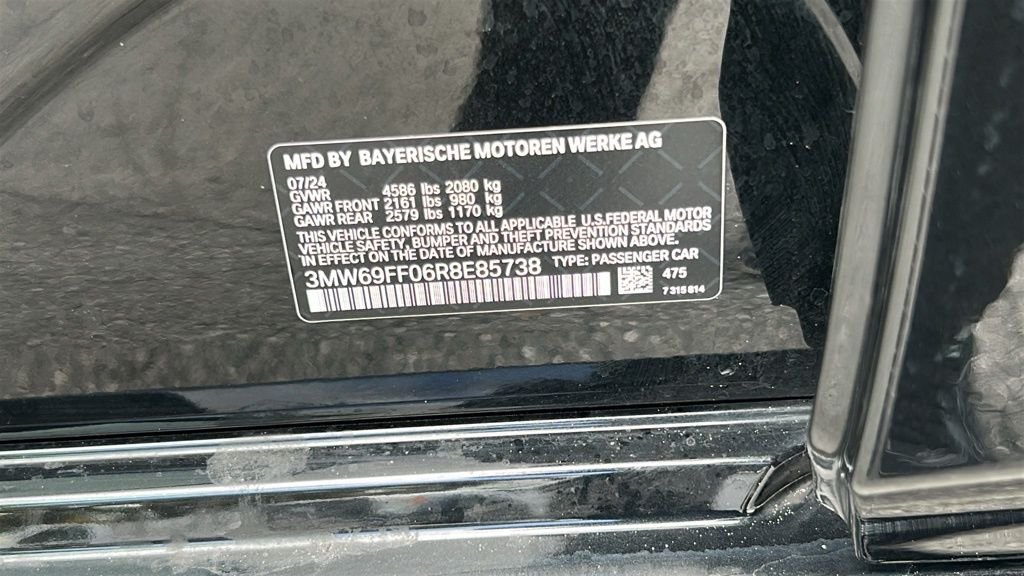 MFD BY BAYERISCHE MOTOREN WERKE AG
07/24
GVWR 4586 lbs 2080 kg
GAWR FRONT 2161 lbs 980 kg
GAWR REAR 2579 lbs 1170 kg
THIS VEHICLE CONFORMS TO ALL APPLICABLE U.S.FEDERAL MOTOR
VEHICLE SAFETY, BUMPER AND THEFT PREVENTION STANDARDS
IN EFFECT ON THE DATE OF MANUFACTURE SHOWN ABOVE.
3MW69FF06R8E85738 TYPE: PASSENGER CAR
475
7 315 614